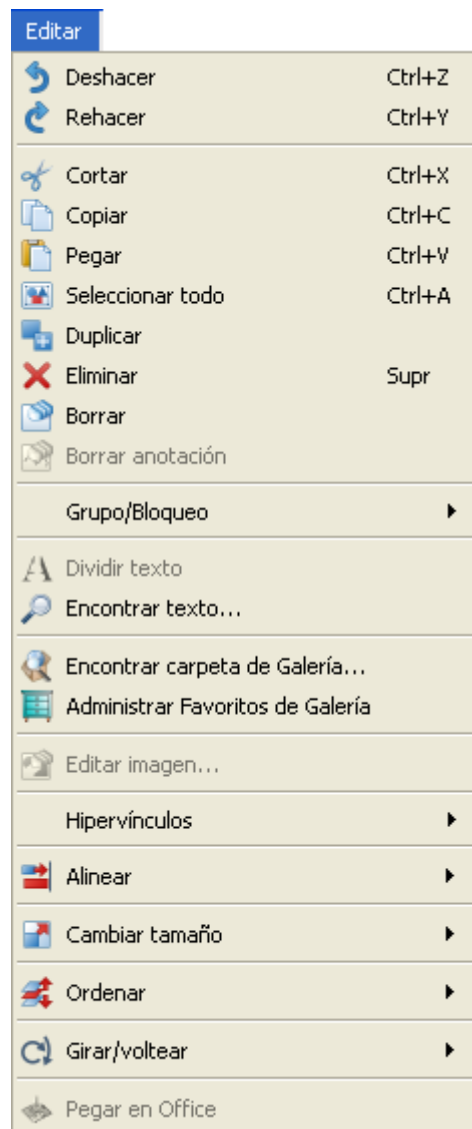 Editar
Deshacer Ctrl+Z
Rehacer Ctrl+Y
Cortar Ctrl+X
Copiar Ctrl+C
Pegar Ctrl+V
Seleccionar todo Ctrl+A
Duplicar
Eliminar Supr
Borrar
Borrar anotación
Grupo/Bloqueo
Dividir texto
Encontrar texto...
Encontrar carpeta de Galería...
Administrar Favoritos de Galería
Editar imagen...
Hipervínculos
Alinear
Cambiar tamaño
Ordenar
Girar/voltear
Pegar en Office